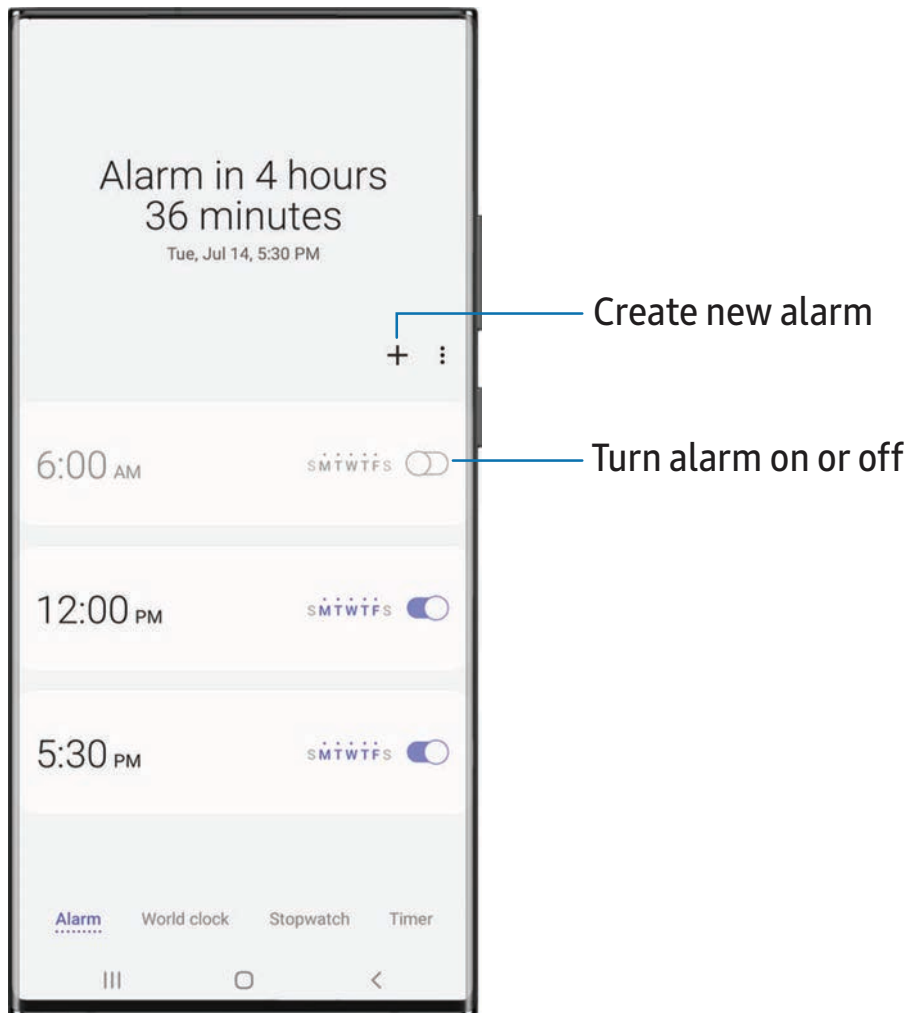 Alarm in 4 hours
36 minutes
Tue, Jul 14, 5:30 PM
Create new alarm
6:00 AM SMTWTFS
Turn alarm on or off
12:00 PM SMTWTFS
5:30 PM SMTWTFS
Alarm World clock Stopwatch Timer